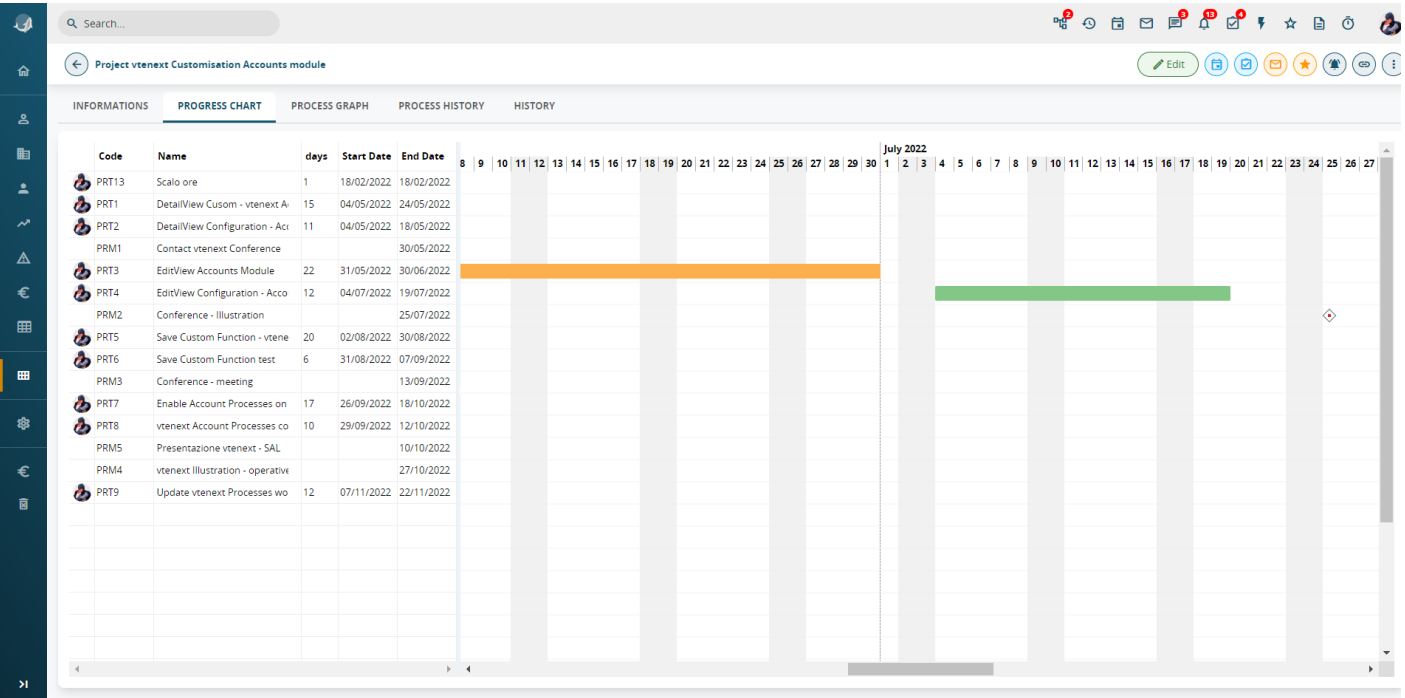 2 3 13 4
Search...
Project vtenext Customisation Accounts module Edit
INFORMATIONS PROGRESS CHART PROCESS GRAPH PROCESS HISTORY HISTORY
July 2022
Code Name days Start Date End Date
8 9 10 11 12 13 14 15 16 17 18 19 20 21 22 23 24 25 26 27 28 29 30 1 2 3 4 5 6 7 8 9 10 11 12 13 14 15 16 17 18 19 20 21 22 23 24 25 26 27
PRT13 Scalo ore 1 18/02/2022 18/02/2022
PRT1 DetailView Cusom - vtenext A 15 04/05/2022 24/05/2022
PRT2 DetailView Configuration - Acc 11 04/05/2022 18/05/2022
PRM1 Contact vtenext Conference 30/05/2022
PRT3 EditView Accounts Module 22 31/05/2022 30/06/2022
PRT4 EditView Configuration - Acco 12 04/07/2022 19/07/2022
PRM2 Conference - Illustration 25/07/2022
PRT5 Save Custom Function - vtene 20 02/08/2022 30/08/2022
PRT6 Save Custom Function test 6 31/08/2022 07/09/2022
PRM3 Conference - meeting 13/09/2022
PRT7 Enable Account Processes on 17 26/09/2022 18/10/2022
PRT8 vtenext Account Processes co 10 29/09/2022 12/10/2022
PRM5 Presentazione vtenext - SAL 10/10/2022
PRM4 vtenext Illustration - operative 27/10/2022
PRT9 Update vtenext Processes wo 12 07/11/2022 22/11/2022